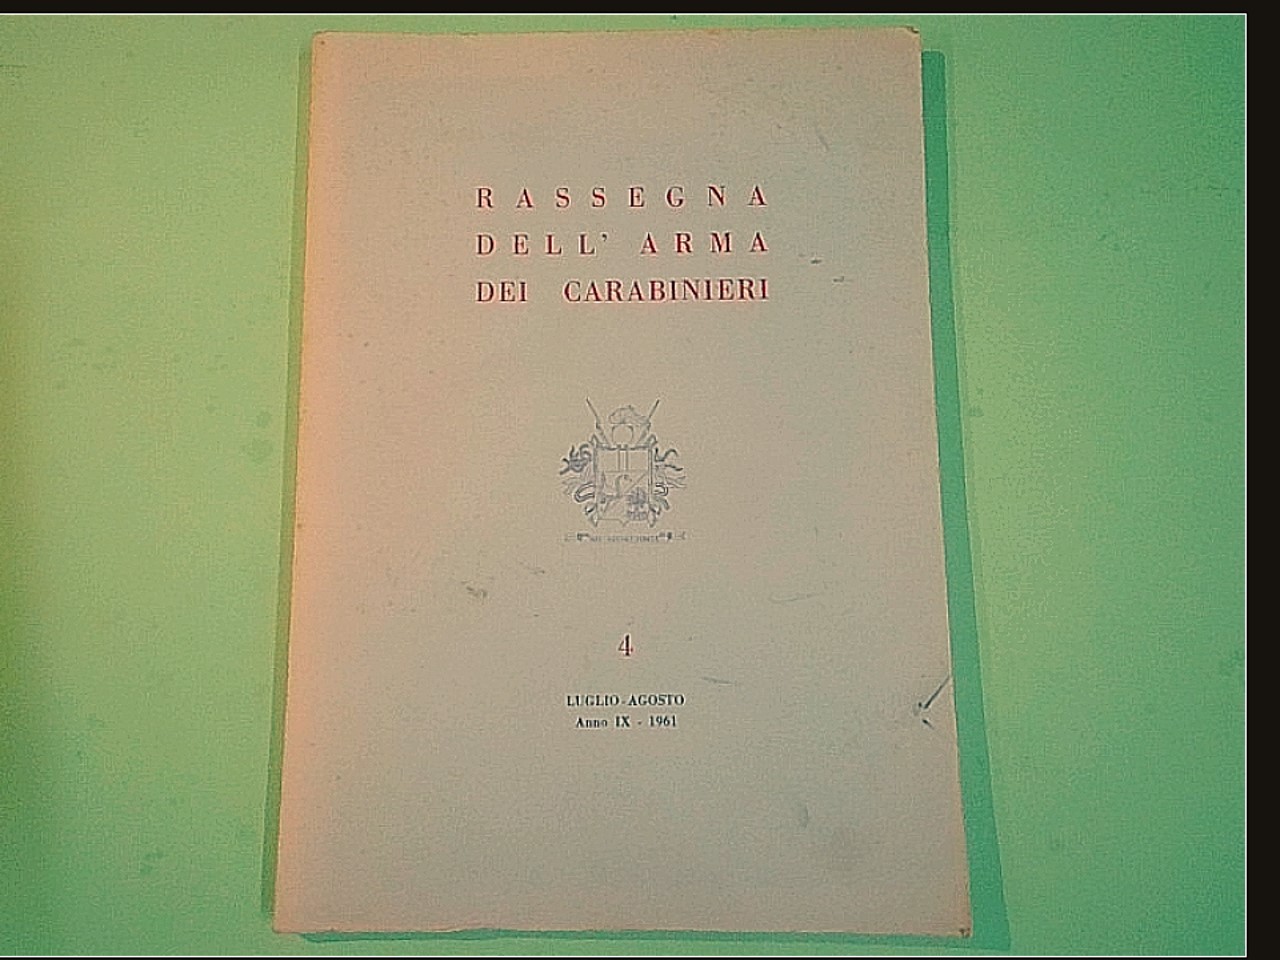 RASSEGNA
DELL' ARMA
DEI CARABINIERI
4
LUGLIO-AGOSTO
Anno IX - 1961